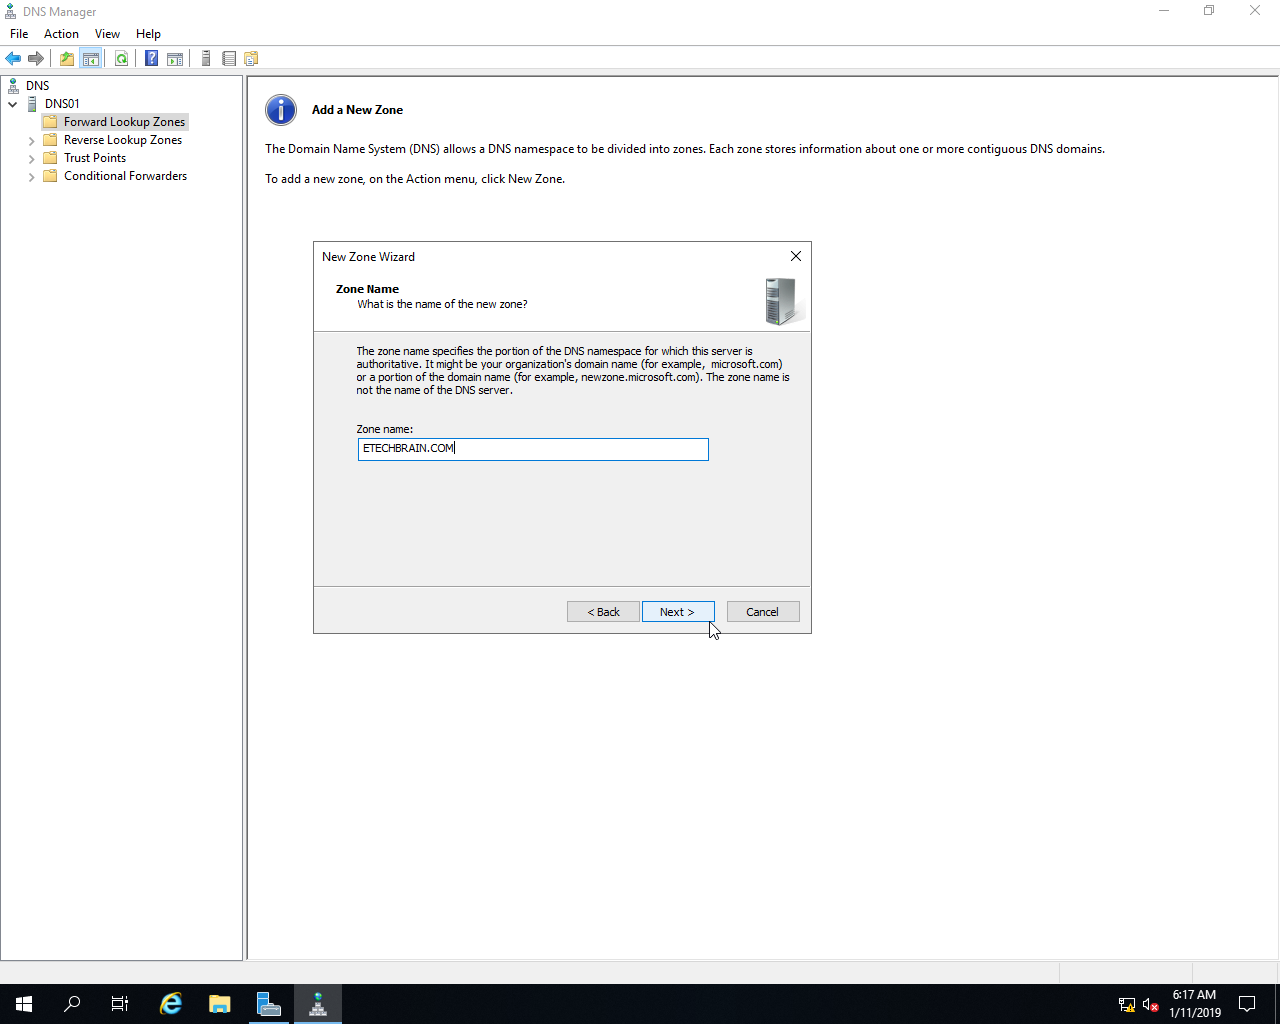 DNS Manager
File Action View Help
DNS
DNS01
Forward Lookup Zones
Reverse Lookup Zones
Trust Points
Conditional Forwarders
Add a New Zone
The Domain Name System (DNS) allows a DNS namespace to be divided into zones. Each zone stores information about one or more contiguous DNS domains.
To add a new zone, on the Action menu, click New Zone.
New Zone Wizard
Zone Name
What is the name of the new zone?
The zone name specifies the portion of the DNS namespace for which this server is
authoritative. It might be your organization's domain name (for example, microsoft.com)
or a portion of the domain name (for example, newzone.microsoft.com). The zone name is
not the name of the DNS server.
Zone name:
ETECHBRAIN.COM
< Back Next > Cancel
6:17 AM
1/11/2019